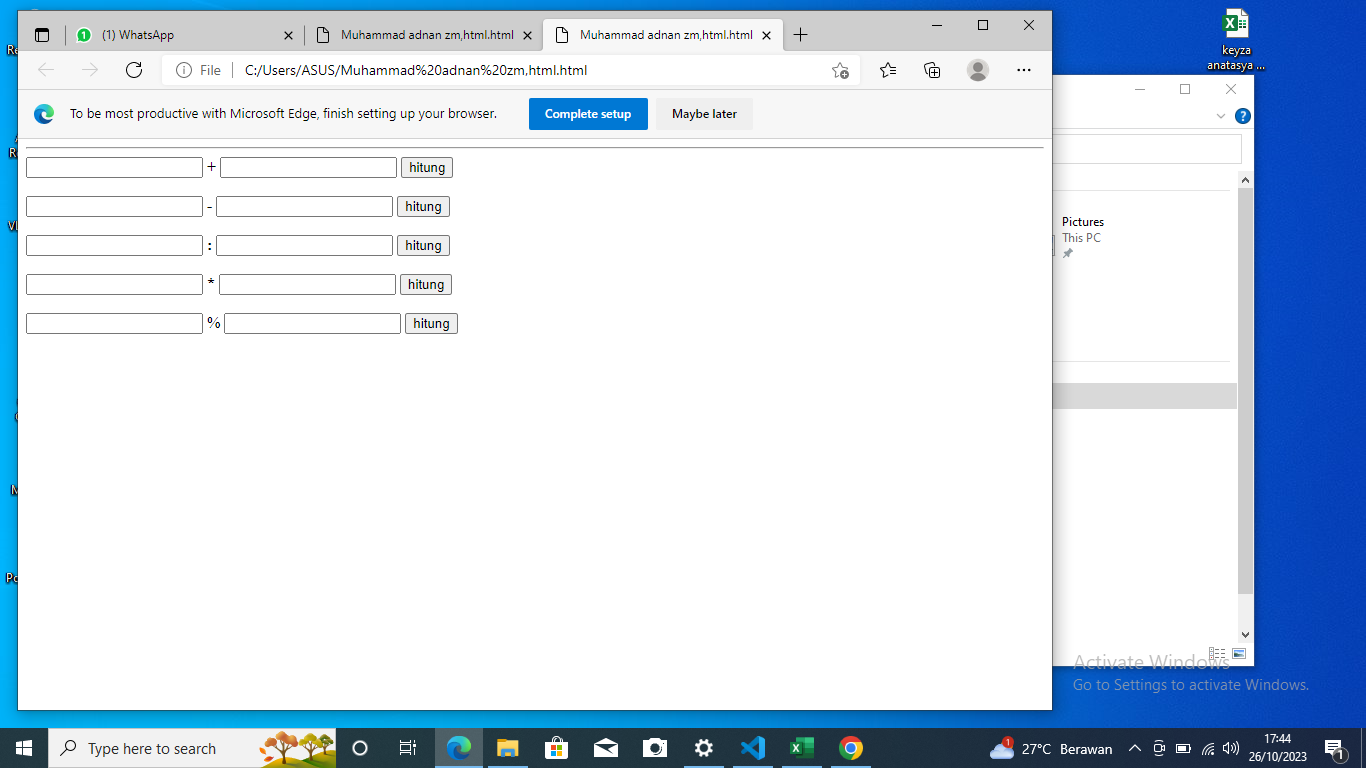 (1) WhatsApp
Muhammad adnan zm,html.html
Muhammad adnan zm,html.html
File
C:/Users/ASUS/Muhammad%20adnan%20zm,html.html
To be most productive with Microsoft Edge, finish setting up your browser.
Complete setup
Maybe later
+ hitung
- hitung
: hitung
* hitung
% hitung
keyza
anatasya ...
Pictures
This PC
Activate Windows
Go to Settings to activate Windows.
Type here to search
27°C Berawan
17:44
26/10/2023